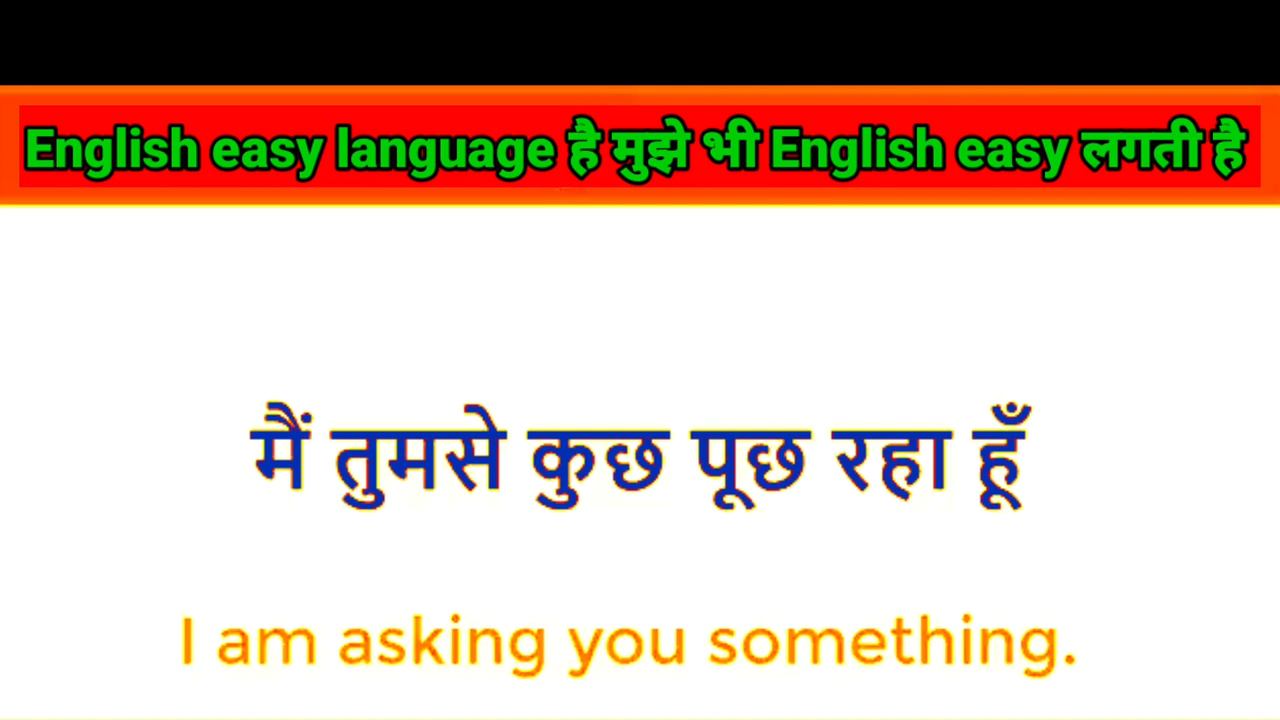 English easy language है मुझे भी English easy लगती है
मैं तुमसे कुछ पूछ रहा हूँ
I am asking you something.